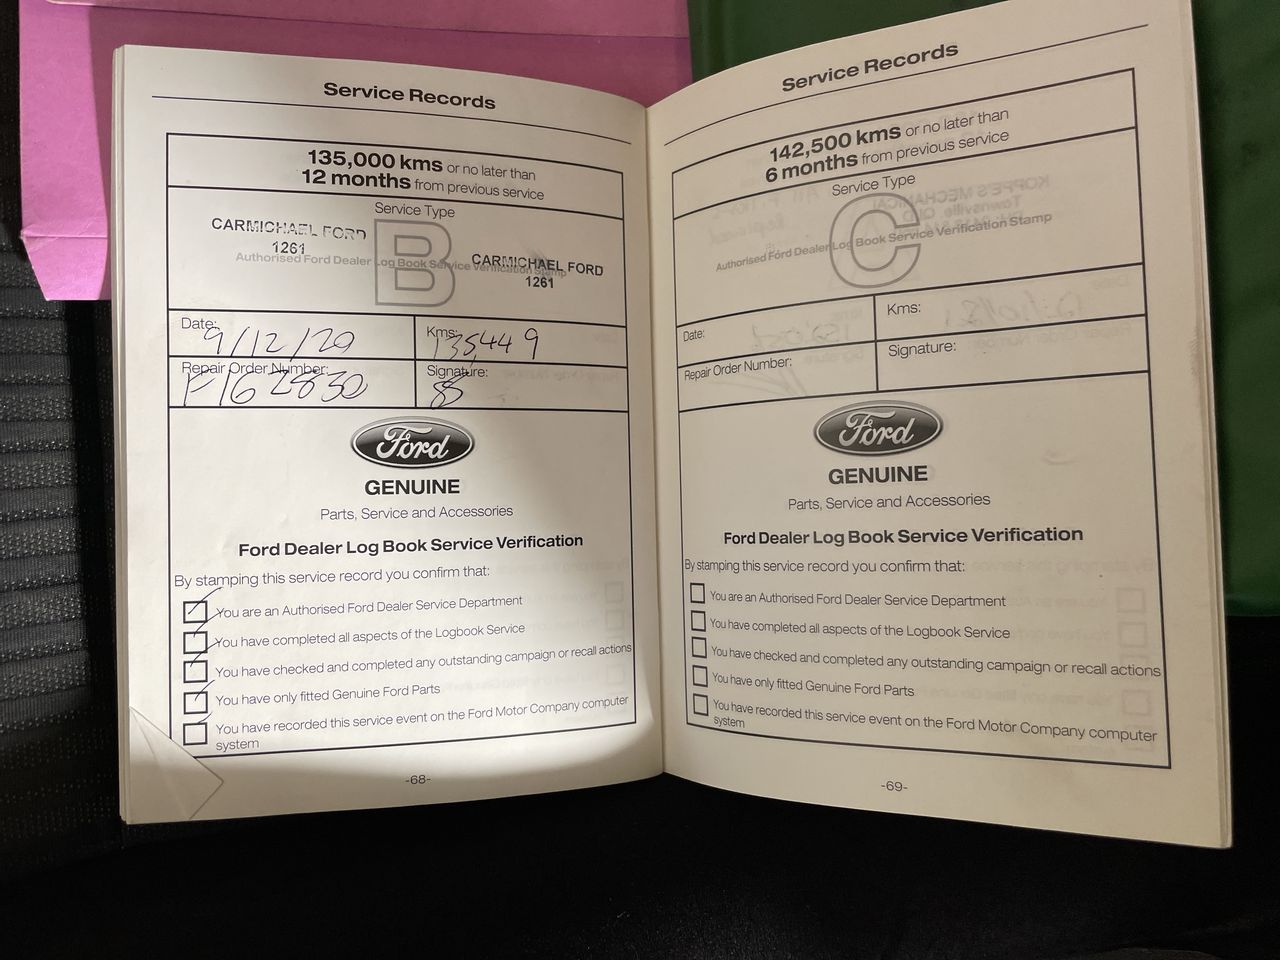 Service Records
135,000 kms or no later than
12 months from previous service
Service Type
B
CARMICHAEL FORD
1261
Authorised Ford Dealer Log Book Service Verification Stamp
CARMICHAEL FORD
1261
Date:
9/12/20
Kms:
135449
Repair Order Number:
F162830
Signature:
Ford
GENUINE
Parts, Service and Accessories
Ford Dealer Log Book Service Verification
By stamping this service record you confirm that:
You are an Authorised Ford Dealer Service Department
You have completed all aspects of the Logbook Service
You have checked and completed any outstanding campaign or recall actions
You have only fitted Genuine Ford Parts
You have recorded this service event on the Ford Motor Company computer
system
-68-
Service Records
142,500 kms or no later than
6 months from previous service
Service Type
C
Authorised Ford Dealer Log Book Service Verification Stamp
Date:
Kms:
Repair Order Number:
Signature:
Ford
GENUINE
Parts, Service and Accessories
Ford Dealer Log Book Service Verification
By stamping this service record you confirm that:
You are an Authorised Ford Dealer Service Department
You have completed all aspects of the Logbook Service
You have checked and completed any outstanding campaign or recall actions
You have only fitted Genuine Ford Parts
You have recorded this service event on the Ford Motor Company computer
system
-69-